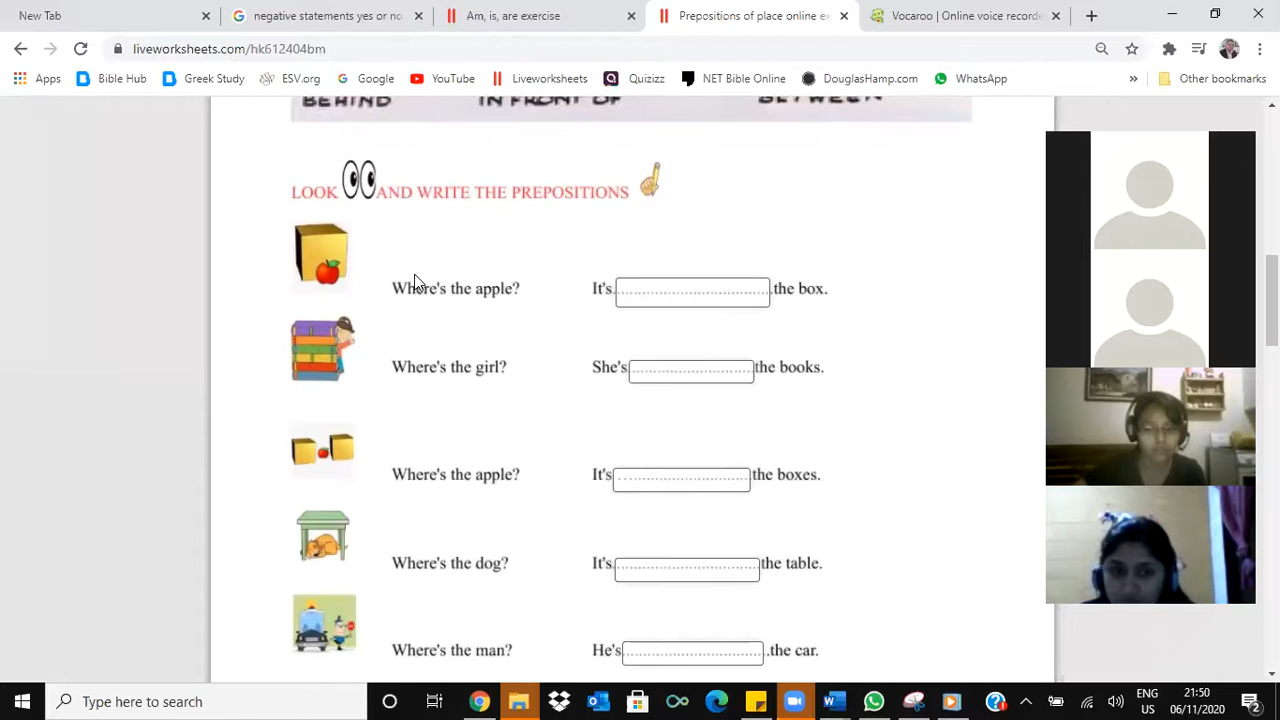 New Tab
negative statements yes or no
Am, is, are exercise
Prepositions of place online ex
Vocaroo | Online voice recorde
liveworksheets.com/hk612404bm
Apps
Bible Hub
Greek Study
ESV.org
Google
YouTube
Liveworksheets
Quizizz
NET Bible Online
DouglasHamp.com
WhatsApp
Other bookmarks
BEHIND IN FRONT OF BETWEEN
LOOK AND WRITE THE PREPOSITIONS
Where's the apple? It's.............................................the box.
Where's the girl? She's.............................................the books.
Where's the apple? It's.............................................the boxes.
Where's the dog? It's.............................................the table.
Where's the man? He's.............................................the car.
Type here to search
ENG
US
21:50
06/11/2020
2